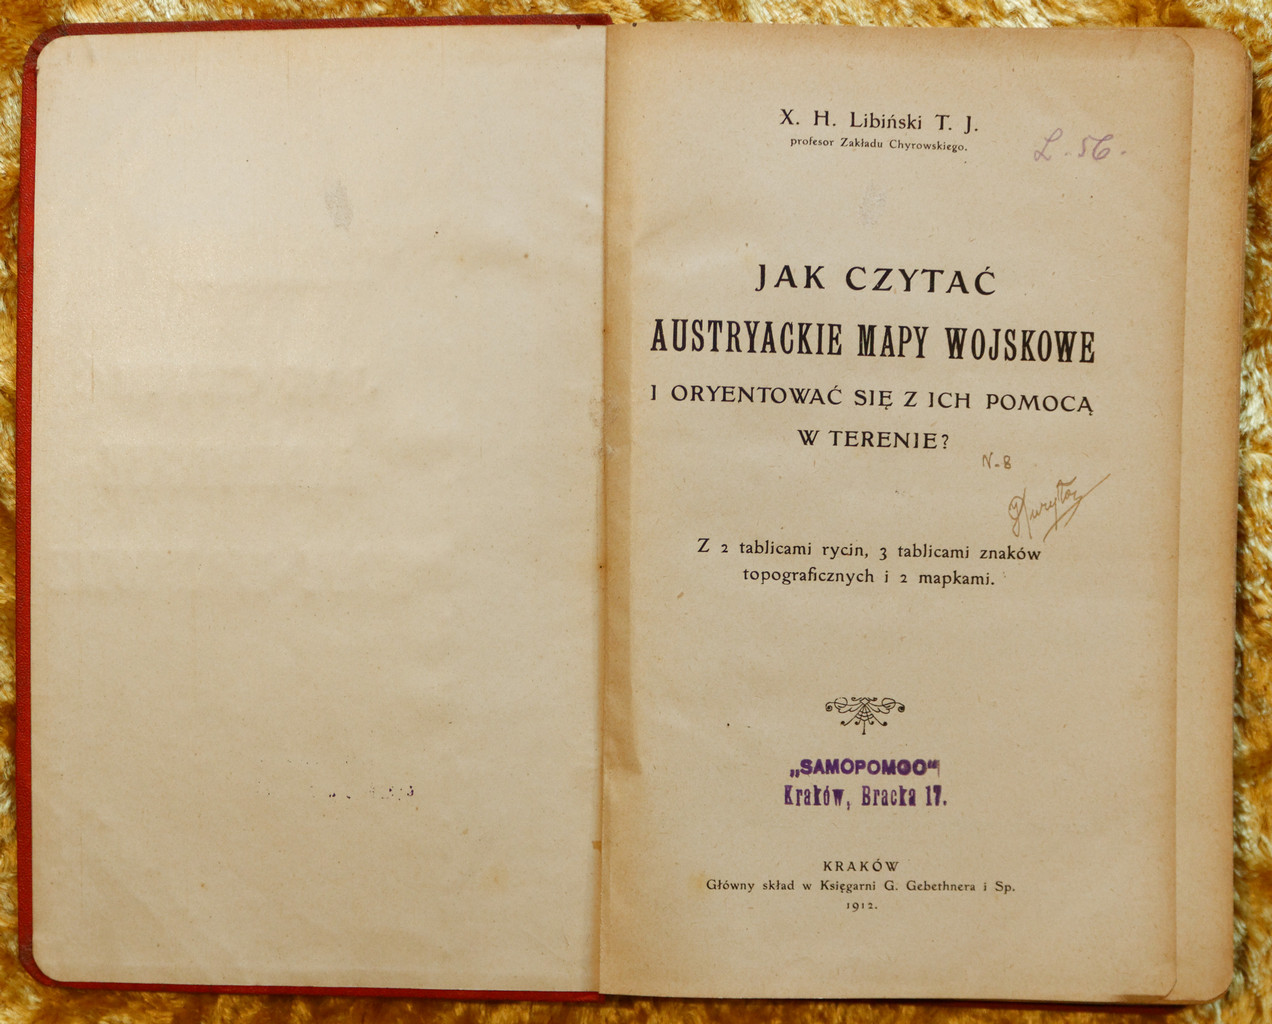 X. H. Libiński T. J.
profesor Zakładu Chyrowskiego.
L. 56.
JAK CZYTAĆ
AUSTRYACKIE MAPY WOJSKOWE
I ORYENTOWAĆ SIĘ Z ICH POMOCĄ
W TERENIE?
N-8
Z 2 tablicami rycin, 3 tablicami znaków
topograficznych i 2 mapkami.
„SAMOPOMOO“
Kraków, Bracka 17.
KRAKÓW
Główny skład w Księgarni G. Gebethnera i Sp.
1912.